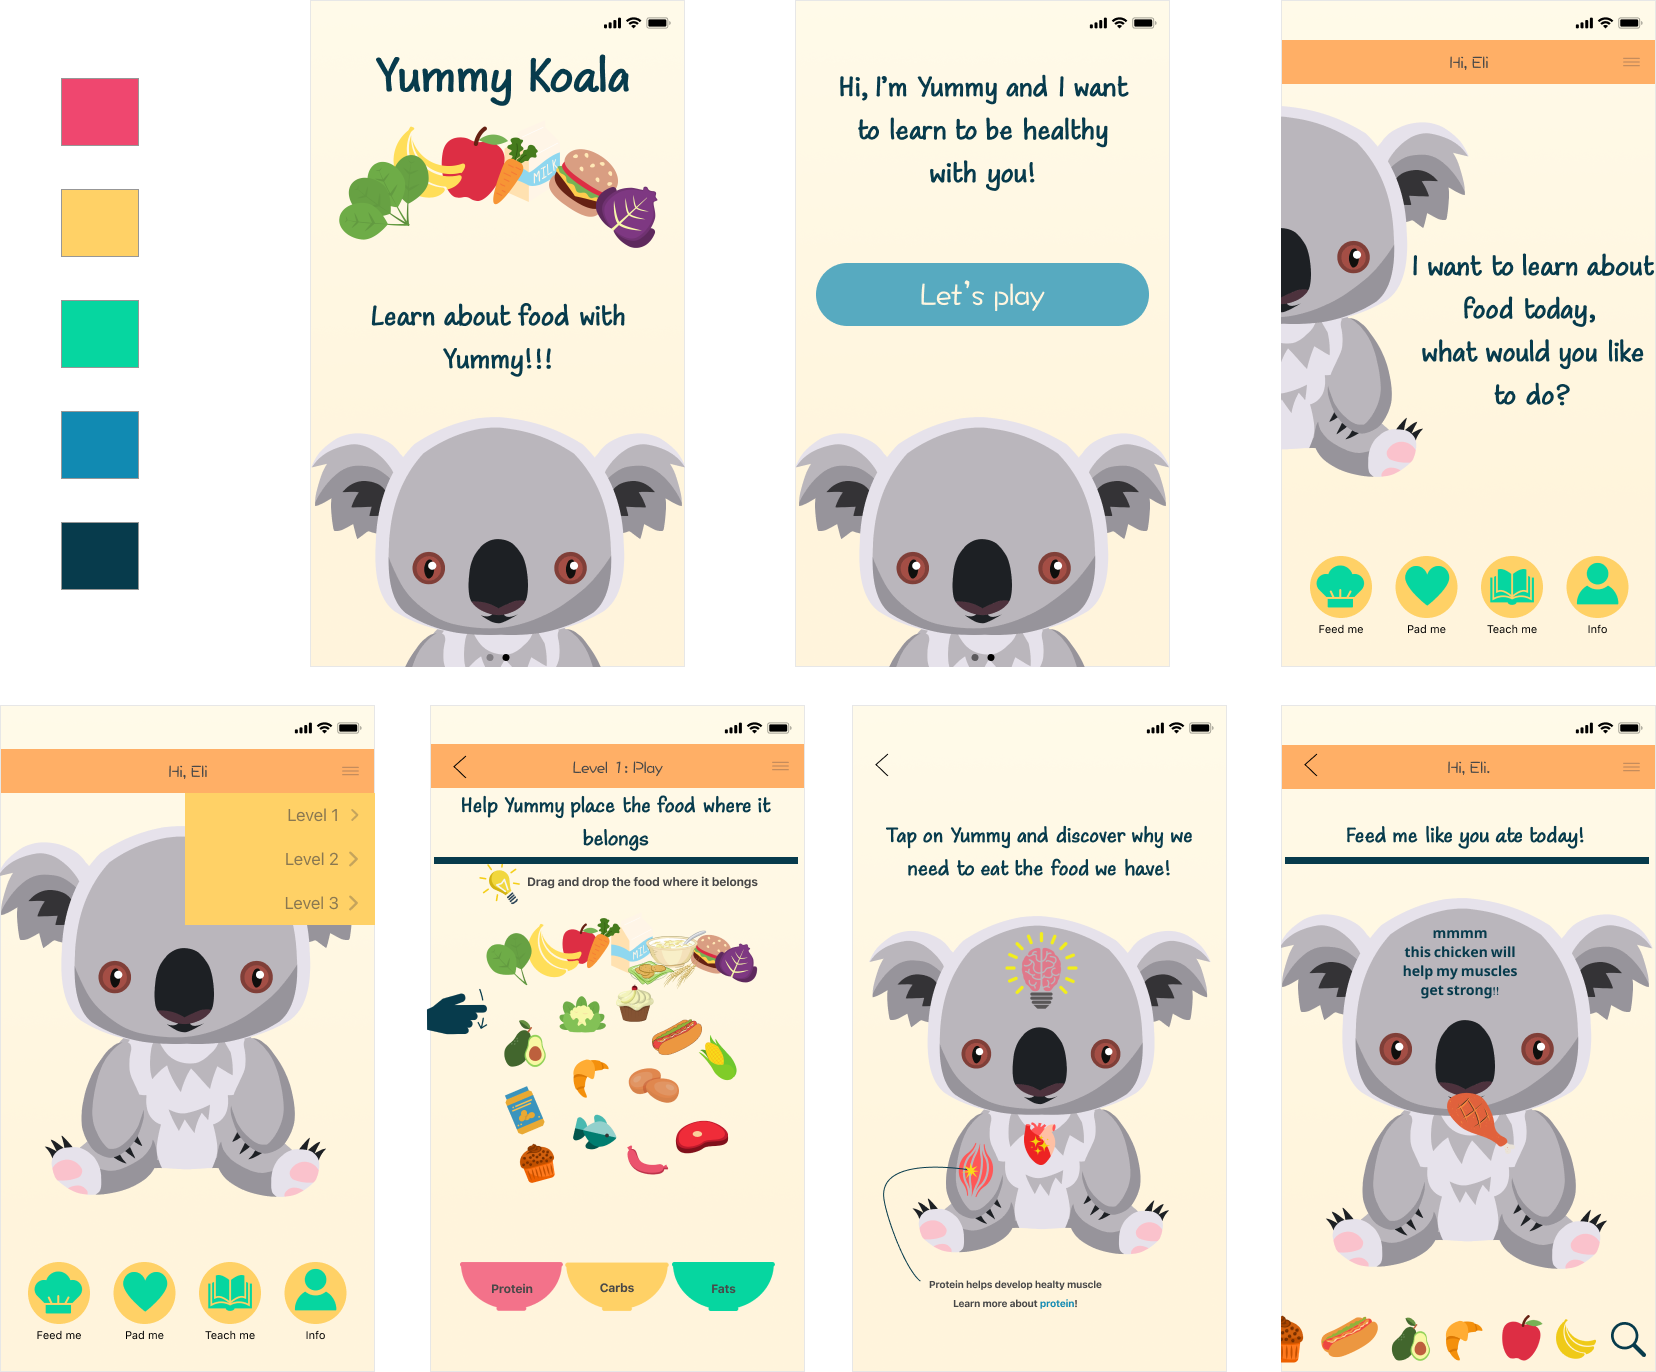 Yummy Koala
MILK
Learn about food with
Yummy!!!
Hi, I'm Yummy and I want
to learn to be healthy
with you!
Let's play
Hi, Eli
I want to learn about
food today,
what would you like
to do?
Feed me
Pad me
Teach me
Info
Hi, Eli
Level 1
Level 2
Level 3
Feed me
Pad me
Teach me
Info
Level 1: Play
Help Yummy place the food where it
belongs
Drag and drop the food where it belongs
MILK
Protein
Carbs
Fats
Tap on Yummy and discover why we
need to eat the food we have!
Protein helps develop healty muscle
Learn more about protein!
Hi, Eli.
Feed me like you ate today!
mmmm
this chicken will
help my muscles
get strong!!